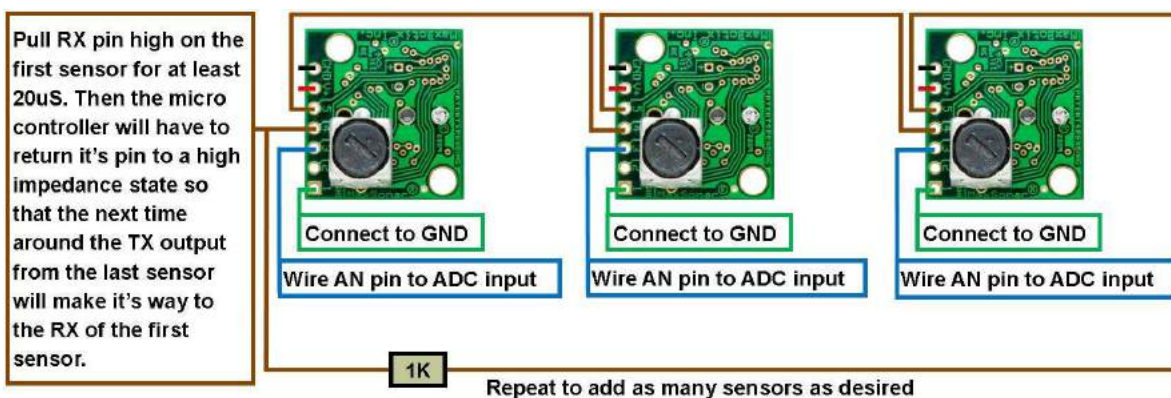 Pull RX pin high on the
first sensor for at least
20uS. Then the micro
controller will have to
return it's pin to a high
impedance state so
that the next time
around the TX output
from the last sensor
will make it's way to
the RX of the first
sensor.
Connect to GND
Connect to GND
Connect to GND
Wire AN pin to ADC input
Wire AN pin to ADC input
Wire AN pin to ADC input
1K
Repeat to add as many sensors as desired